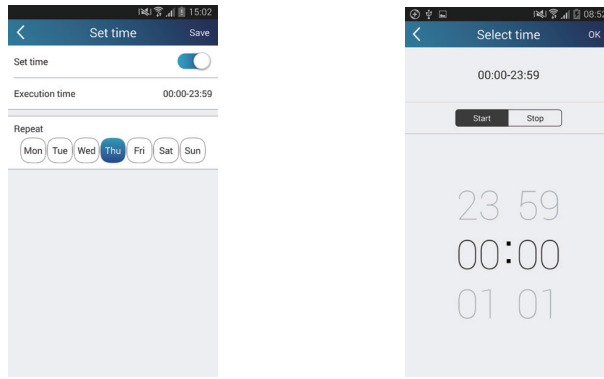 15:02
Set time
Save
Set time
Execution time
00:00-23:59
Repeat
Mon Tue Wed Thu Fri Sat Sun
08:52
Select time
OK
00:00-23:59
Start Stop
23 59
00:00
01 01